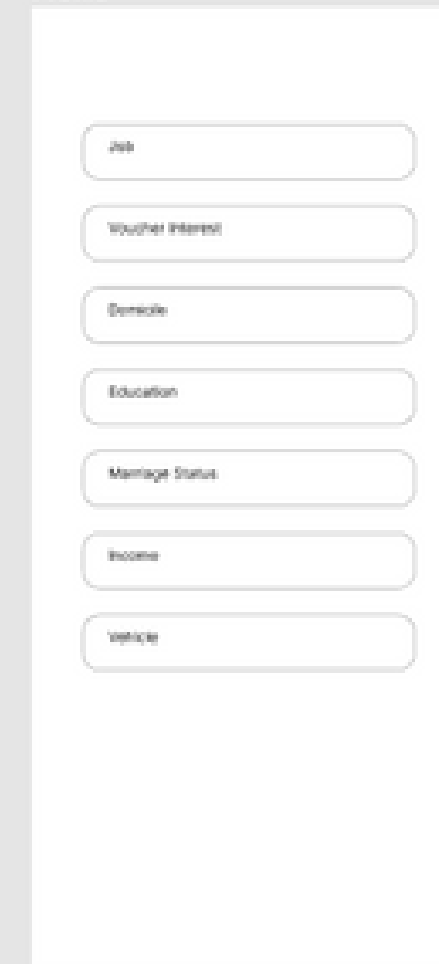 Job
Voucher Interest
Domicile
Education
Marriage Status
Income
Vehicle